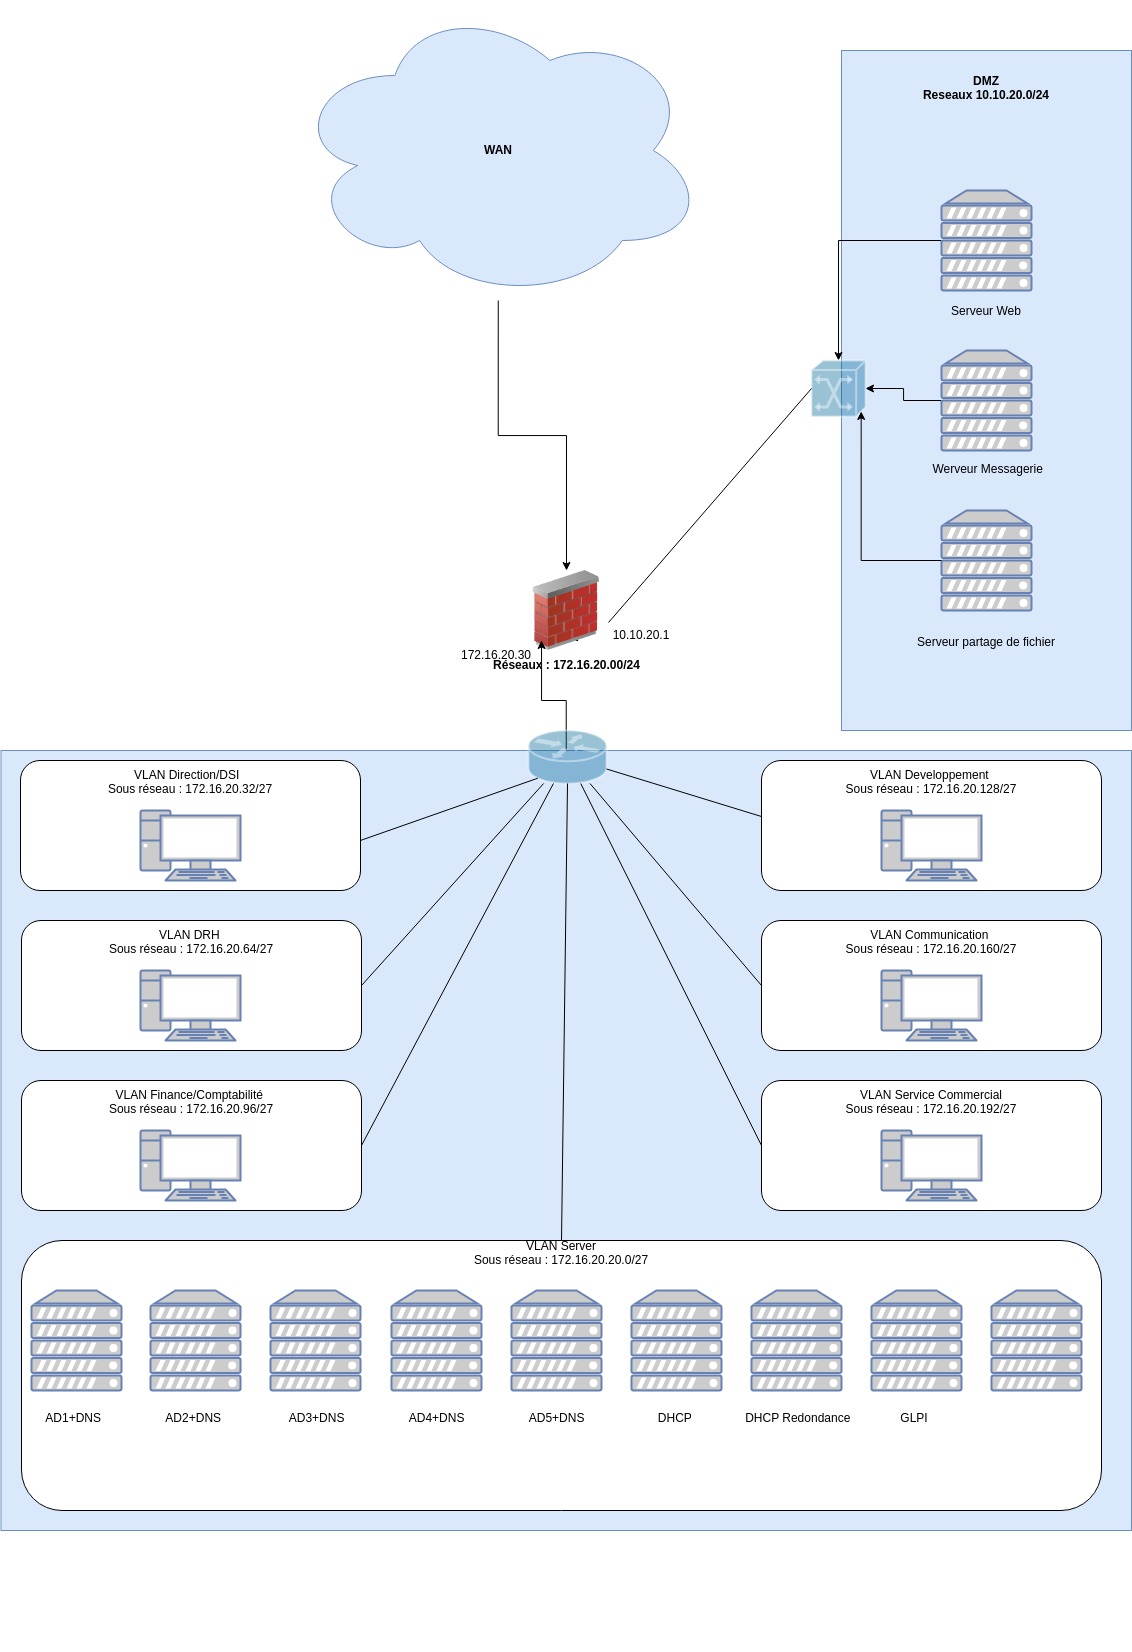 WAN
DMZ
Reseaux 10.10.20.0/24
Serveur Web
Werveur Messagerie
Serveur partage de fichier
10.10.20.1
172.16.20.30
Réseaux : 172.16.20.00/24
VLAN Direction/DSI
Sous réseau : 172.16.20.32/27
VLAN Developpement
Sous réseau : 172.16.20.128/27
VLAN DRH
Sous réseau : 172.16.20.64/27
VLAN Communication
Sous réseau : 172.16.20.160/27
VLAN Finance/Comptabilité
Sous réseau : 172.16.20.96/27
VLAN Service Commercial
Sous réseau : 172.16.20.192/27
VLAN Server
Sous réseau : 172.16.20.20.0/27
AD1+DNS
AD2+DNS
AD3+DNS
AD4+DNS
AD5+DNS
DHCP
DHCP Redondance
GLPI